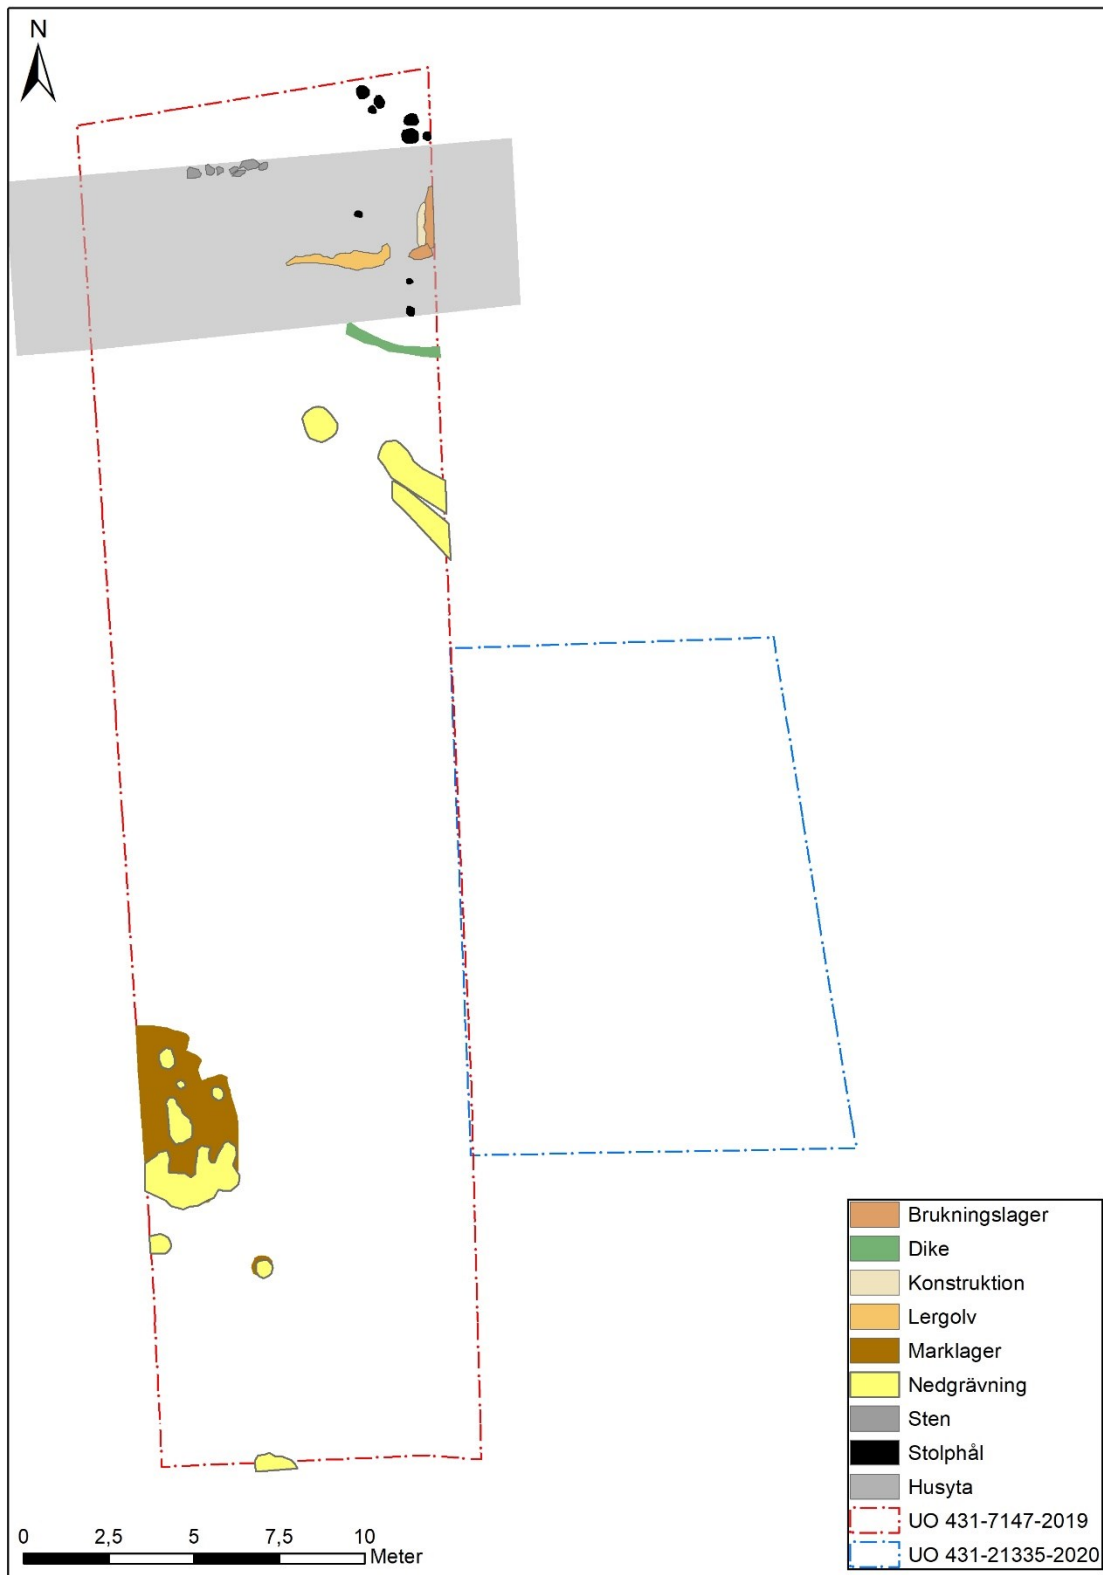 N
Brukningslager
Dike
Konstruktion
Lergolv
Marklager
Nedgrävning
Sten
Stolphål
Husyta
UO 431-7147-2019
UO 431-21335-2020
0 2,5 5 7,5 10
Meter